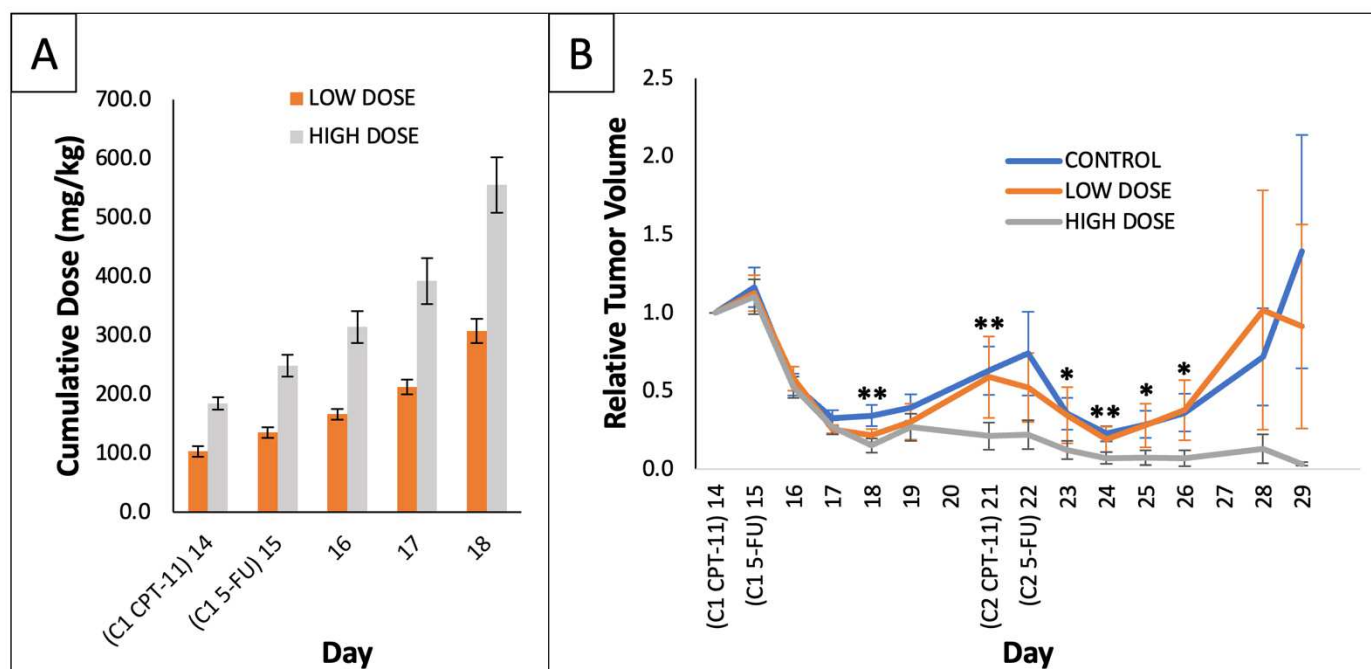 A
LOW DOSE
HIGH DOSE
Cumulative Dose (mg/kg)
700.0
600.0
500.0
400.0
300.0
200.0
100.0
0.0
(C1 CPT-11) 14
(C1 5-FU) 15
16
17
18
Day
B
CONTROL
LOW DOSE
HIGH DOSE
Relative Tumor Volume
2.5
2.0
1.5
1.0
0.5
0.0
**
**
*
**
*
*
(C1 CPT-11) 14
(C1 5-FU) 15
16
17
18
19
20
(C2 CPT-11) 21
(C2 5-FU) 22
23
24
25
26
27
28
29
Day